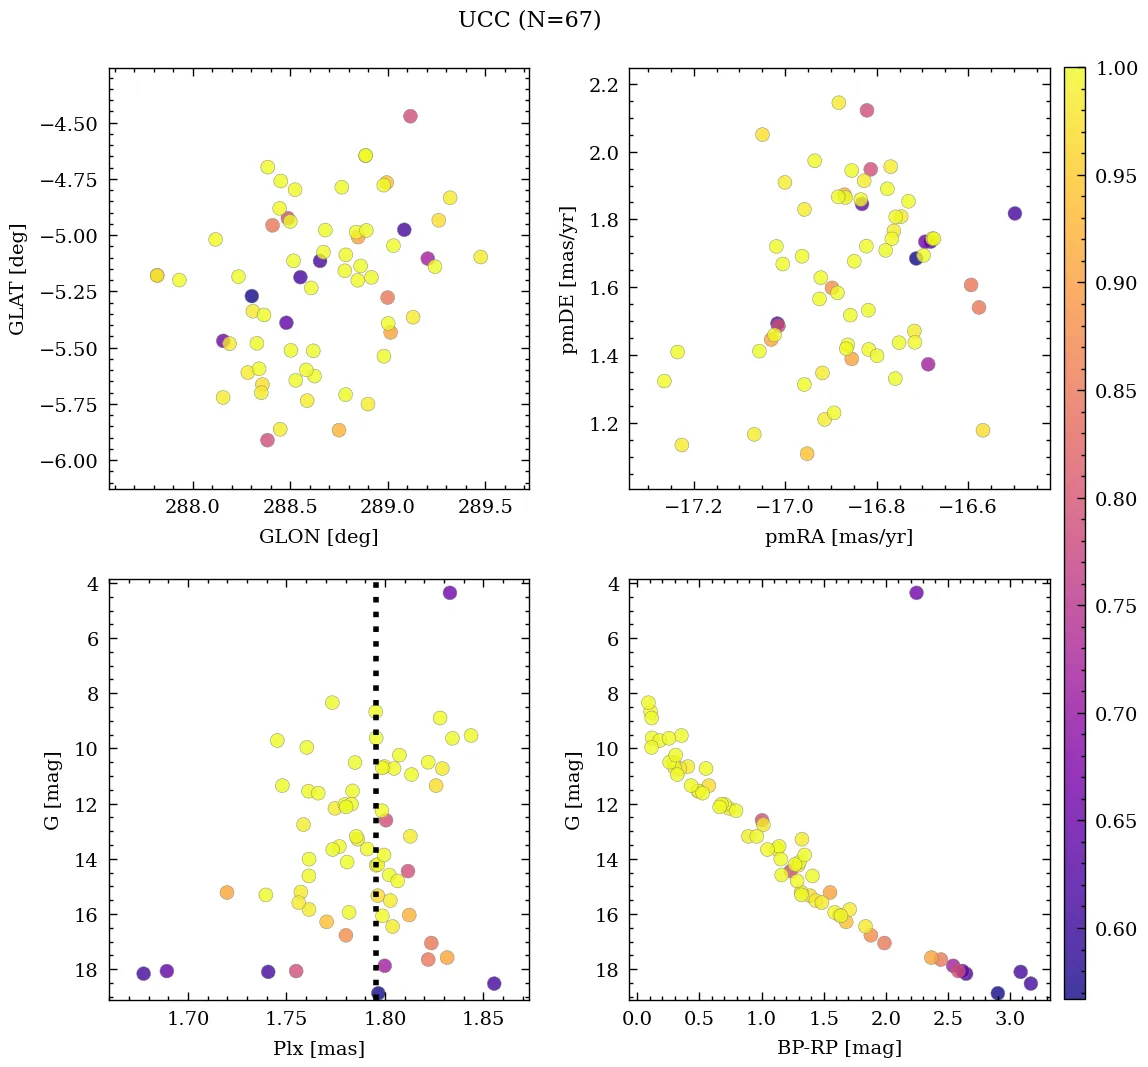 UCC (N=67)
−4.50
−4.75
−5.00
−5.25
−5.50
−5.75
−6.00
GLAT [deg]
288.0 288.5 289.0 289.5
GLON [deg]
2.2
2.0
1.8
1.6
1.4
1.2
pmDE [mas/yr]
−17.2 −17.0 −16.8 −16.6
pmRA [mas/yr]
4
6
8
10
12
14
16
18
G [mag]
1.70 1.75 1.80 1.85
Plx [mas]
4
6
8
10
12
14
16
18
G [mag]
0.0 0.5 1.0 1.5 2.0 2.5 3.0
BP-RP [mag]
1.00
0.95
0.90
0.85
0.80
0.75
0.70
0.65
0.60